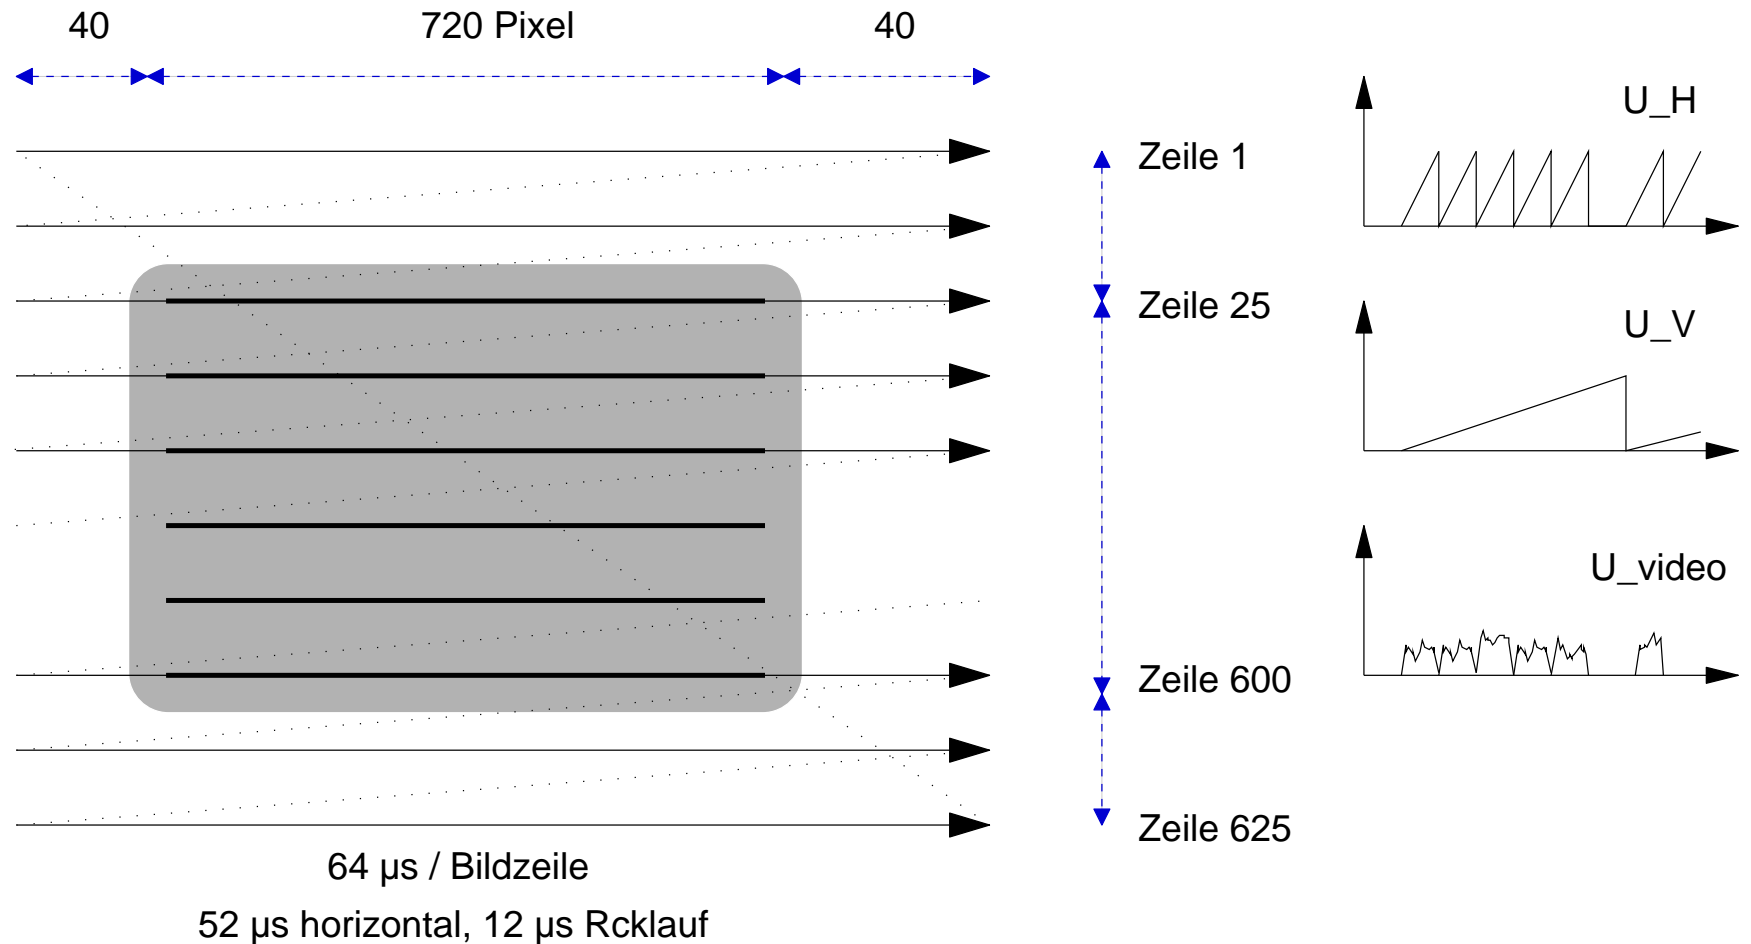 40 720 Pixel 40
U_H
Zeile 1
Zeile 25
U_V
U_video
Zeile 600
Zeile 625
64 µs / Bildzeile
52 µs horizontal, 12 µs Rcklauf